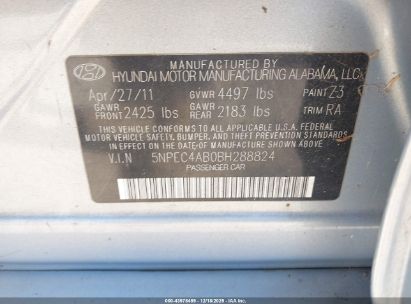 MANUFACTURED BY
HYUNDAI MOTOR MANUFACTURING ALABAMA, LLC
Apr/27/11 GVWR 4497 lbs PAINT Z3
GAWR FRONT 2425 lbs GAWR REAR 2183 lbs TRIM RA
THIS VEHICLE CONFORMS TO ALL APPLICABLE U.S.A. FEDERAL
MOTOR VEHICLE SAFETY, BUMPER, AND THEFT PREVENTION STANDARDS
IN EFFECT ON THE DATE OF MANUFACTURE SHOWN ABOVE.
V.I.N 5NPEC4AB0BH288824
PASSENGER CAR